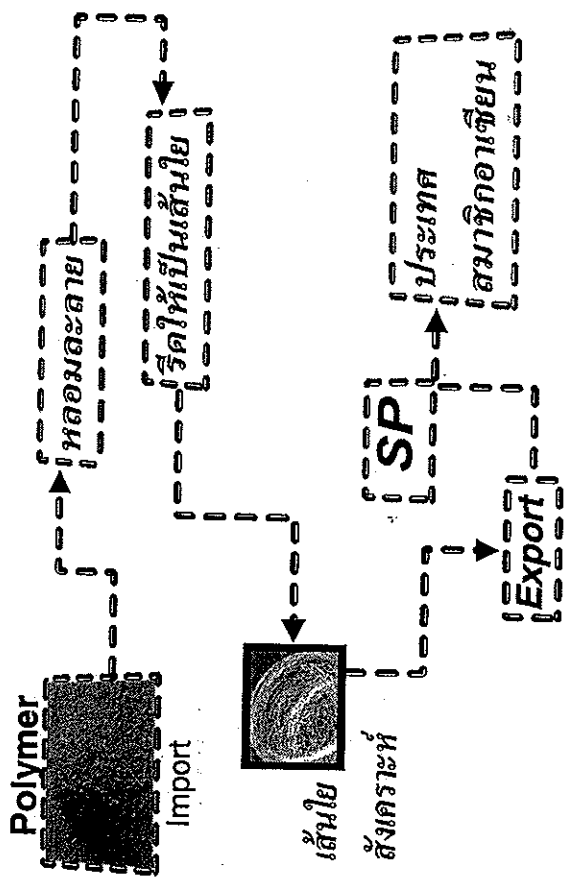 Polymer
Import
หลอมละลาย
รีดให้เป็นเส้นใย
เส้นใย
สังเคราะห์
Export
SP
ประเทศ
สมาชิกอาเซียน